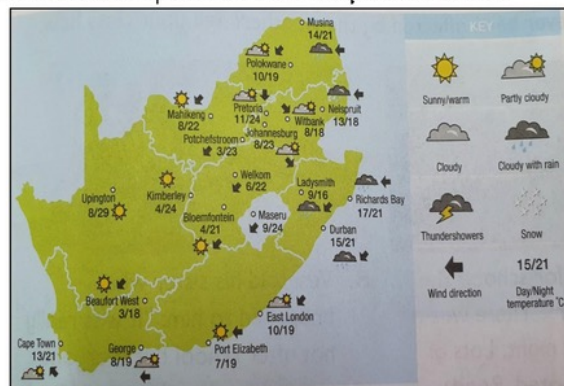 Musina
14/21
Polokwane
10/19
Pretoria
11/24
Nelspruit
13/18
Mahikeng
8/22
Witbank
8/18
Johannesburg
8/23
Potchefstroom
3/23
Welkom
6/22
Ladysmith
9/16
Kimberley
4/24
Upington
8/29
Richards Bay
17/21
Bloemfontein
4/21
Maseru
9/24
Durban
15/21
Beaufort West
3/18
East London
10/19
Cape Town
13/21
George
8/19
Port Elizabeth
7/19
KEY
Sunny/warm
Partly cloudy
Cloudy
Cloudy with rain
Thundershowers
Snow
15/21
Wind direction
Day/Night
temperature °C